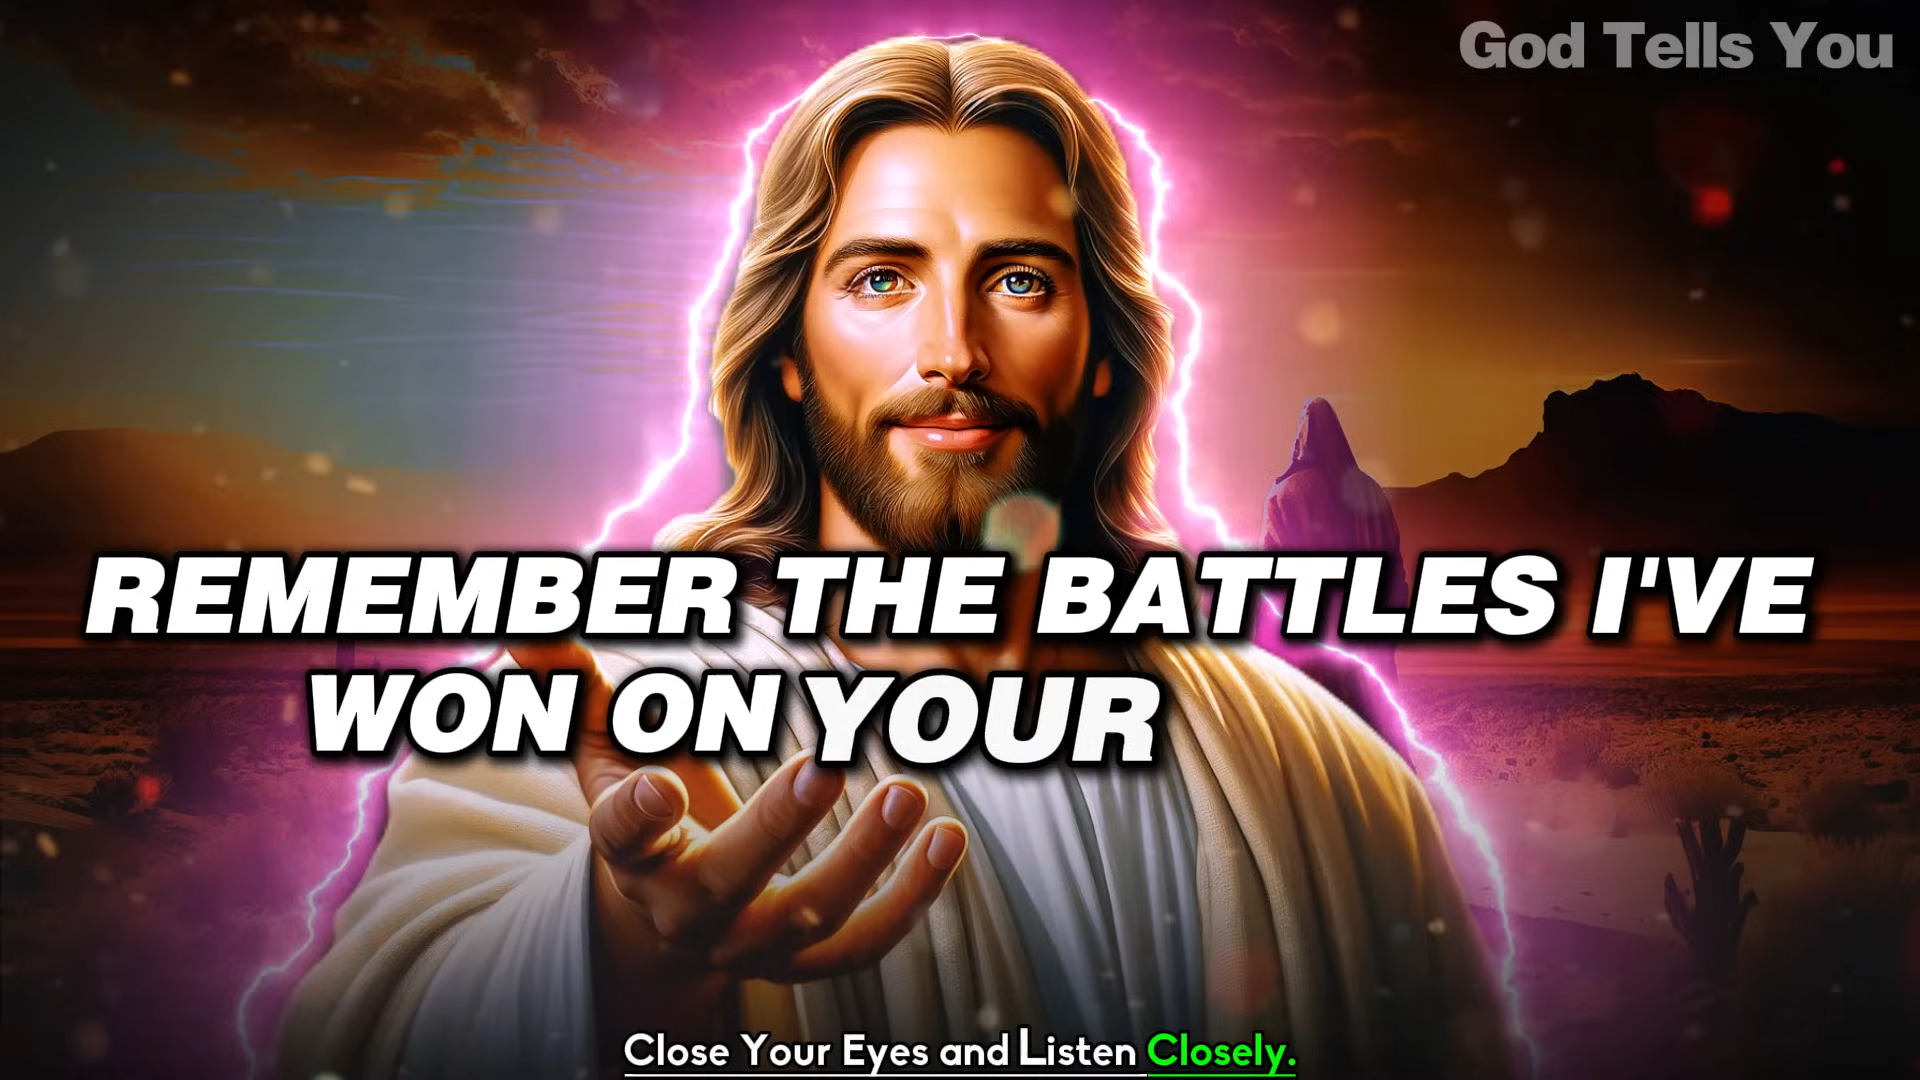 God Tells You
REMEMBER THE BATTLES I'VE
WON ON YOUR
Close Your Eyes and Listen Closely.